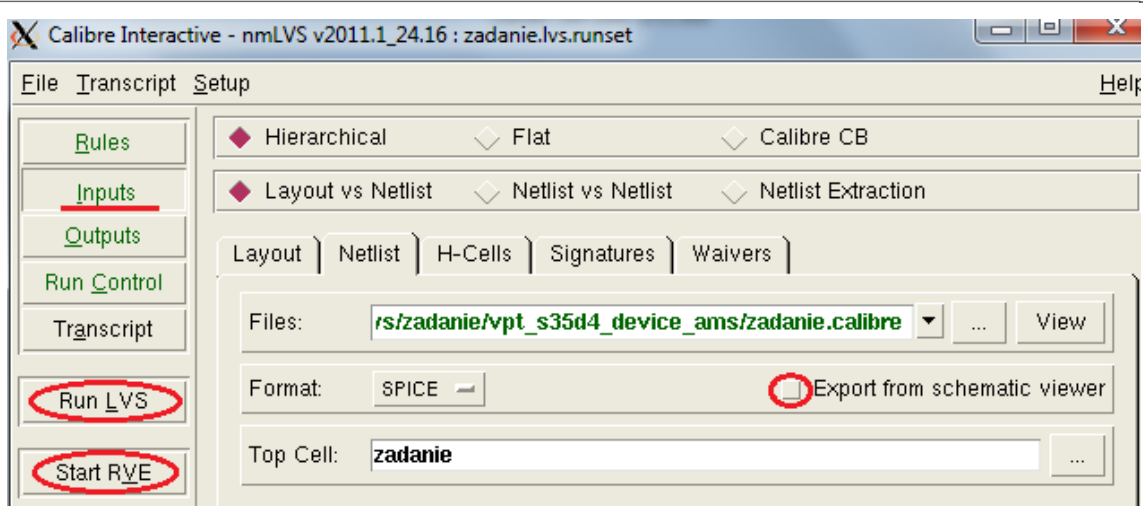 Calibre Interactive - nmLVS v2011.1_24.16 : zadanie.lvs.runset
File Transcript Setup Help
Rules
Inputs
Outputs
Run Control
Transcript
Run LVS
Start RVE
Hierarchical Flat Calibre CB
Layout vs Netlist Netlist vs Netlist Netlist Extraction
Layout Netlist H-Cells Signatures Waivers
Files: rs/zadanie/vpt_s35d4_device_ams/zadanie.calibre ... View
Format: SPICE Export from schematic viewer
Top Cell: zadanie ...